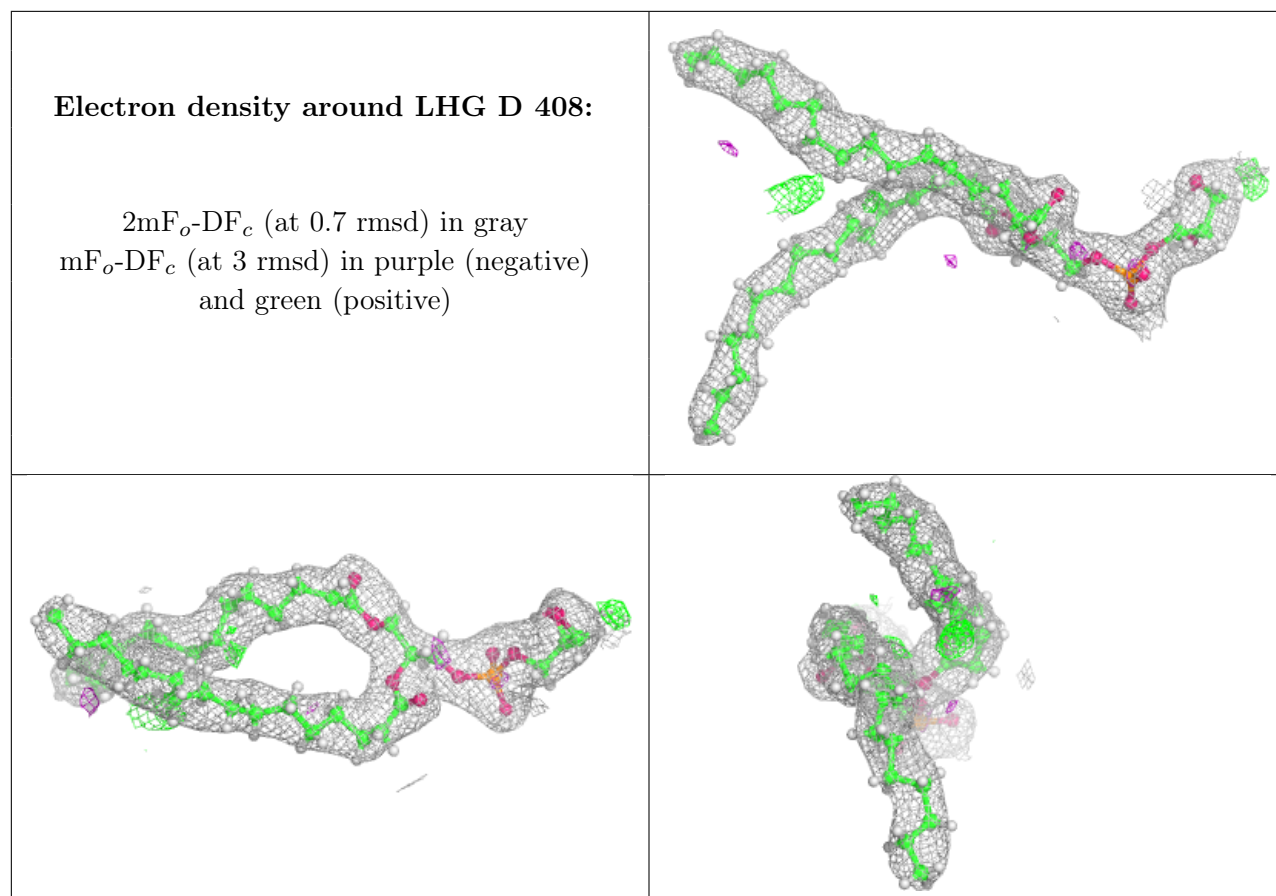 Electron density around LHG D 408:
2mFo-DFc (at 0.7 rmsd) in gray
mFo-DFc (at 3 rmsd) in purple (negative)
and green (positive)